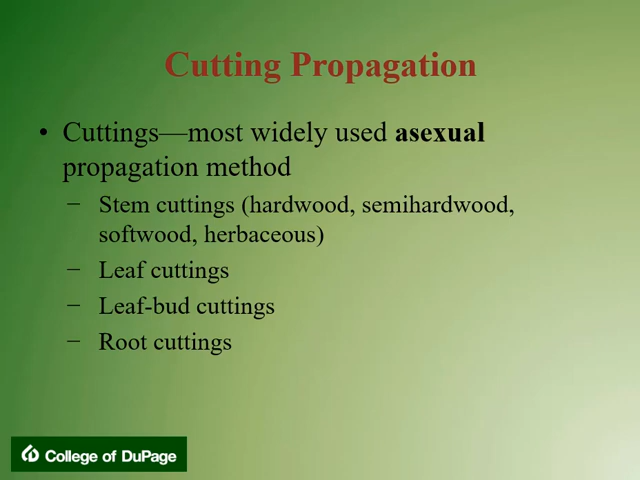 Cutting Propagation
• Cuttings—most widely used asexual
propagation method
– Stem cuttings (hardwood, semihardwood,
softwood, herbaceous)
– Leaf cuttings
– Leaf-bud cuttings
– Root cuttings
College of DuPage